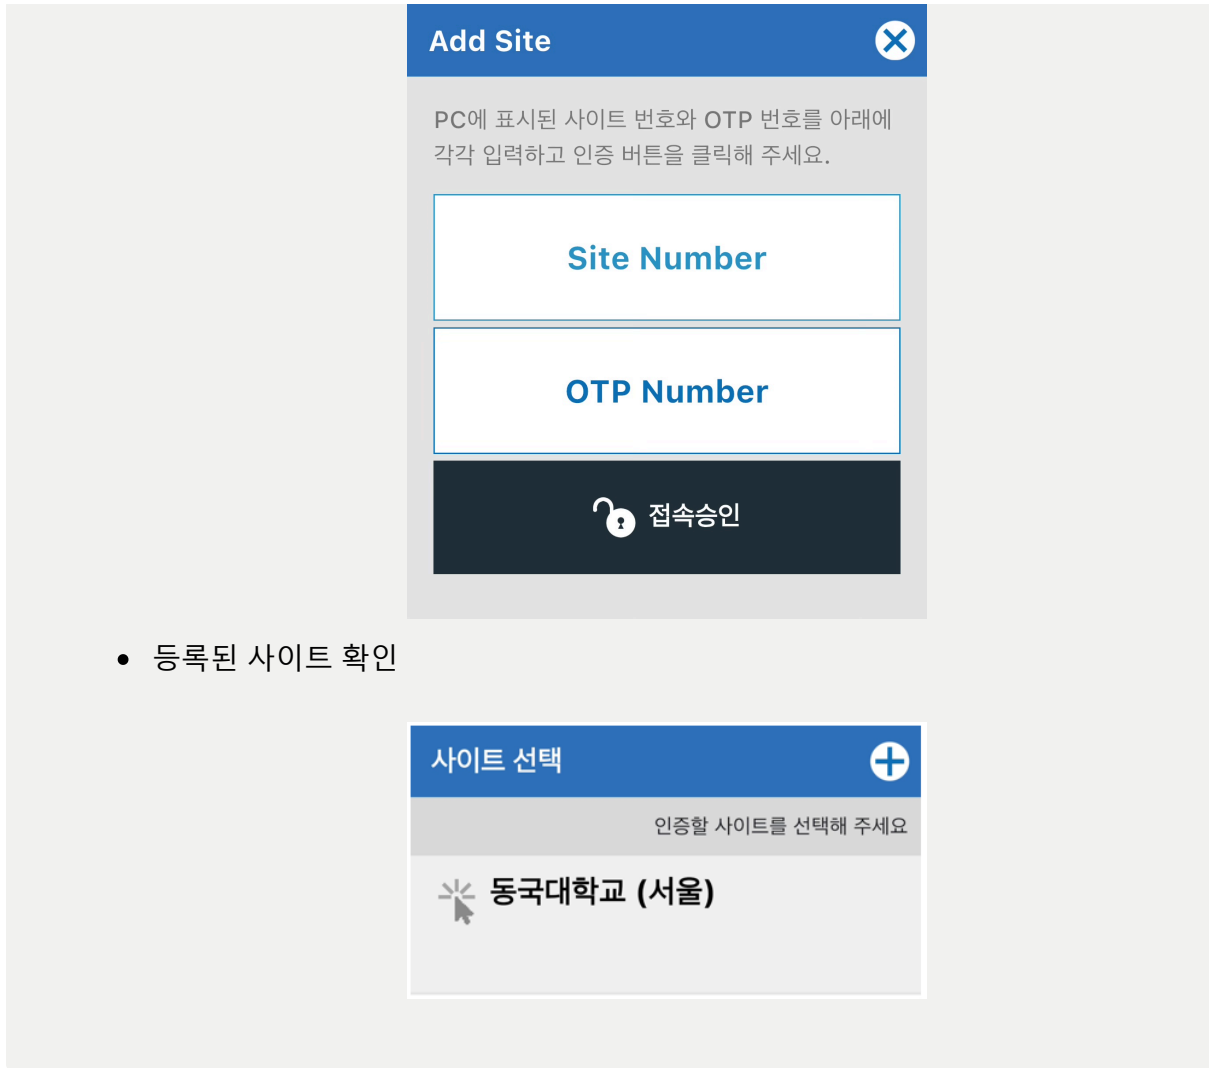 Add Site
PC에 표시된 사이트 번호와 OTP 번호를 아래에
각각 입력하고 인증 버튼을 클릭해 주세요.
Site Number
OTP Number
접속승인
• 등록된 사이트 확인
사이트 선택
인증할 사이트를 선택해 주세요
동국대학교 (서울)